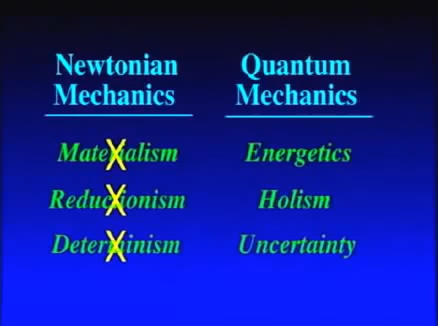 Newtonian Mechanics
Quantum Mechanics
Materialism
Energetics
Reductionism
Holism
Determinism
Uncertainty